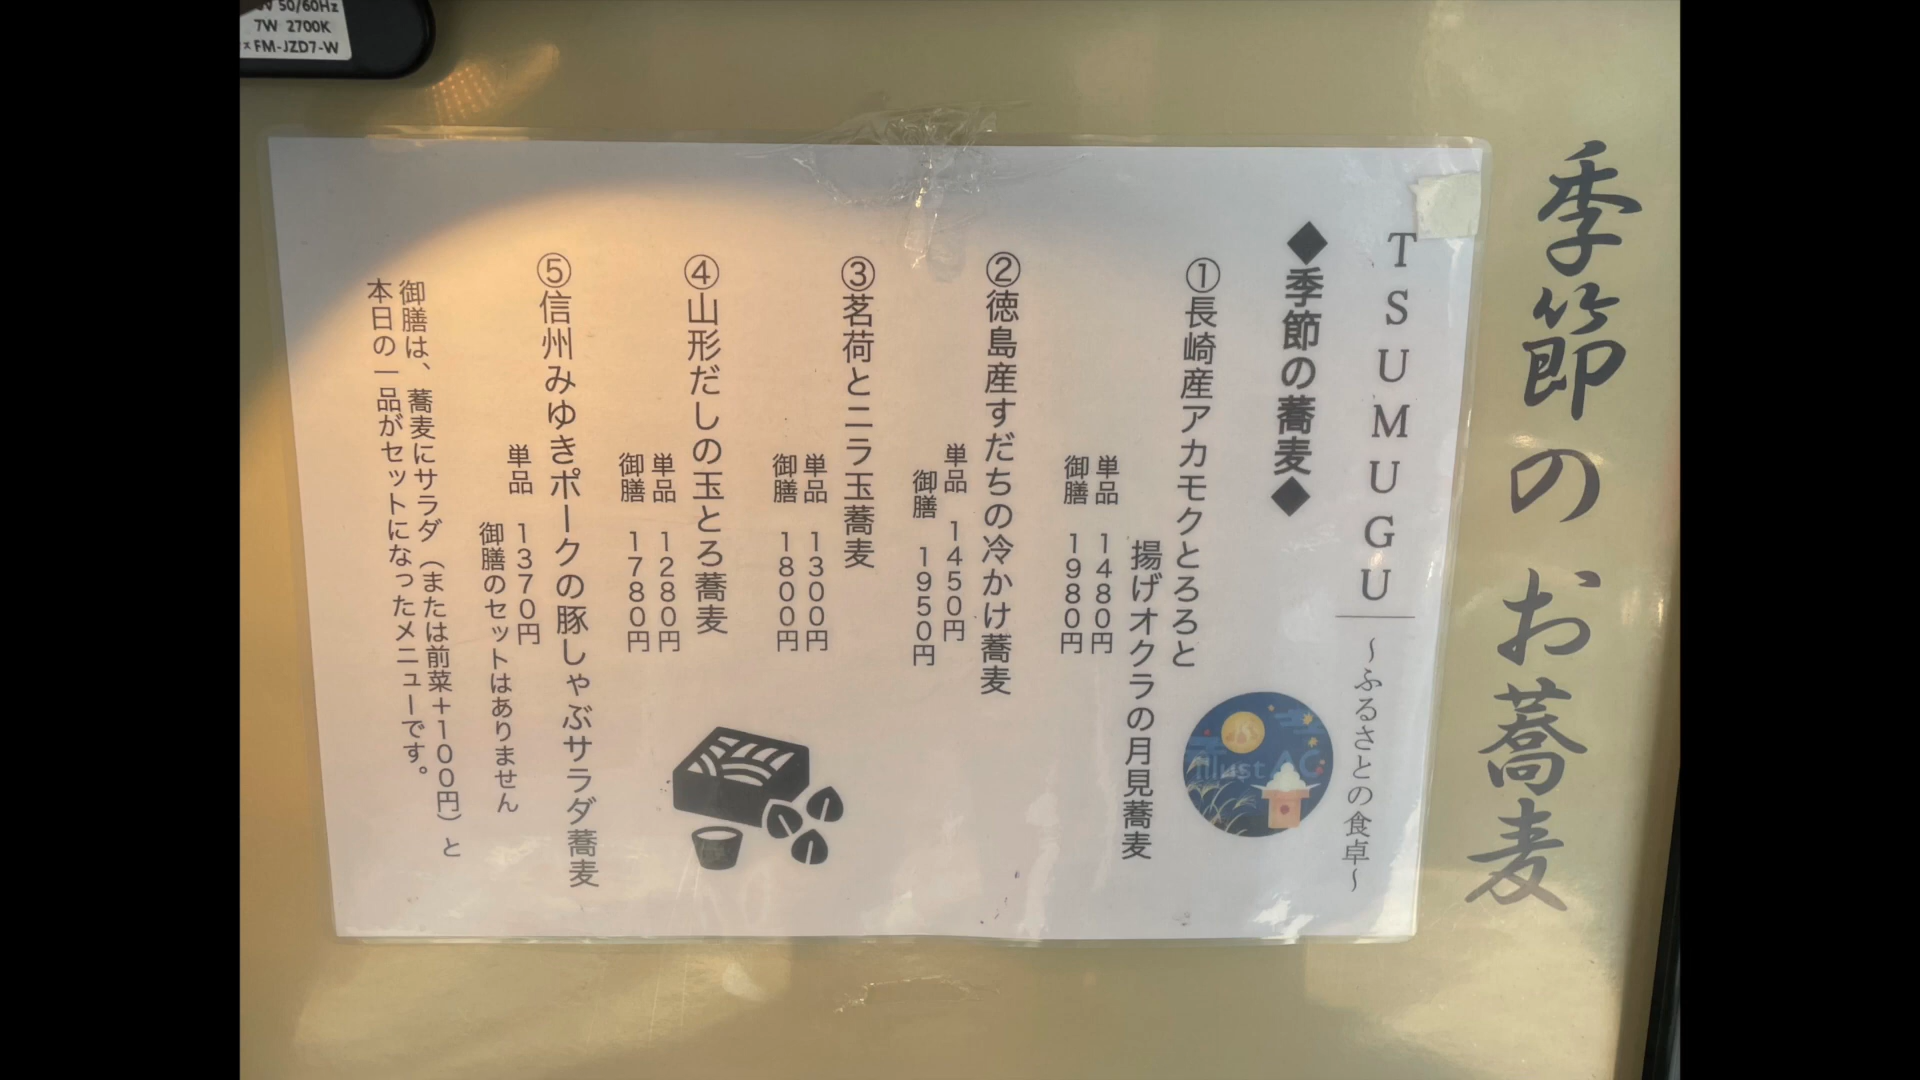 季節のお蕎麦
TSUMUGU
～ふるさとの食卓～
◆季節の蕎麦◆
①長崎産アカモクとろろと
揚げオクラの月見蕎麦
単品 1480円
御膳 1980円
②徳島産すだちの冷かけ蕎麦
単品 1450円
御膳 1950円
③茗荷とニラ玉蕎麦
単品 1300円
御膳 1800円
④山形だしの玉とろ蕎麦
単品 1280円
御膳 1780円
⑤信州みゆきポークの豚しゃぶサラダ蕎麦
単品 1370円
御膳のセットはありません
御膳は、蕎麦にサラダ（または前菜＋100円）と
本日の一品がセットになったメニューです。
50/60Hz
7W 2700K
FM-JZD7-W
illust AC